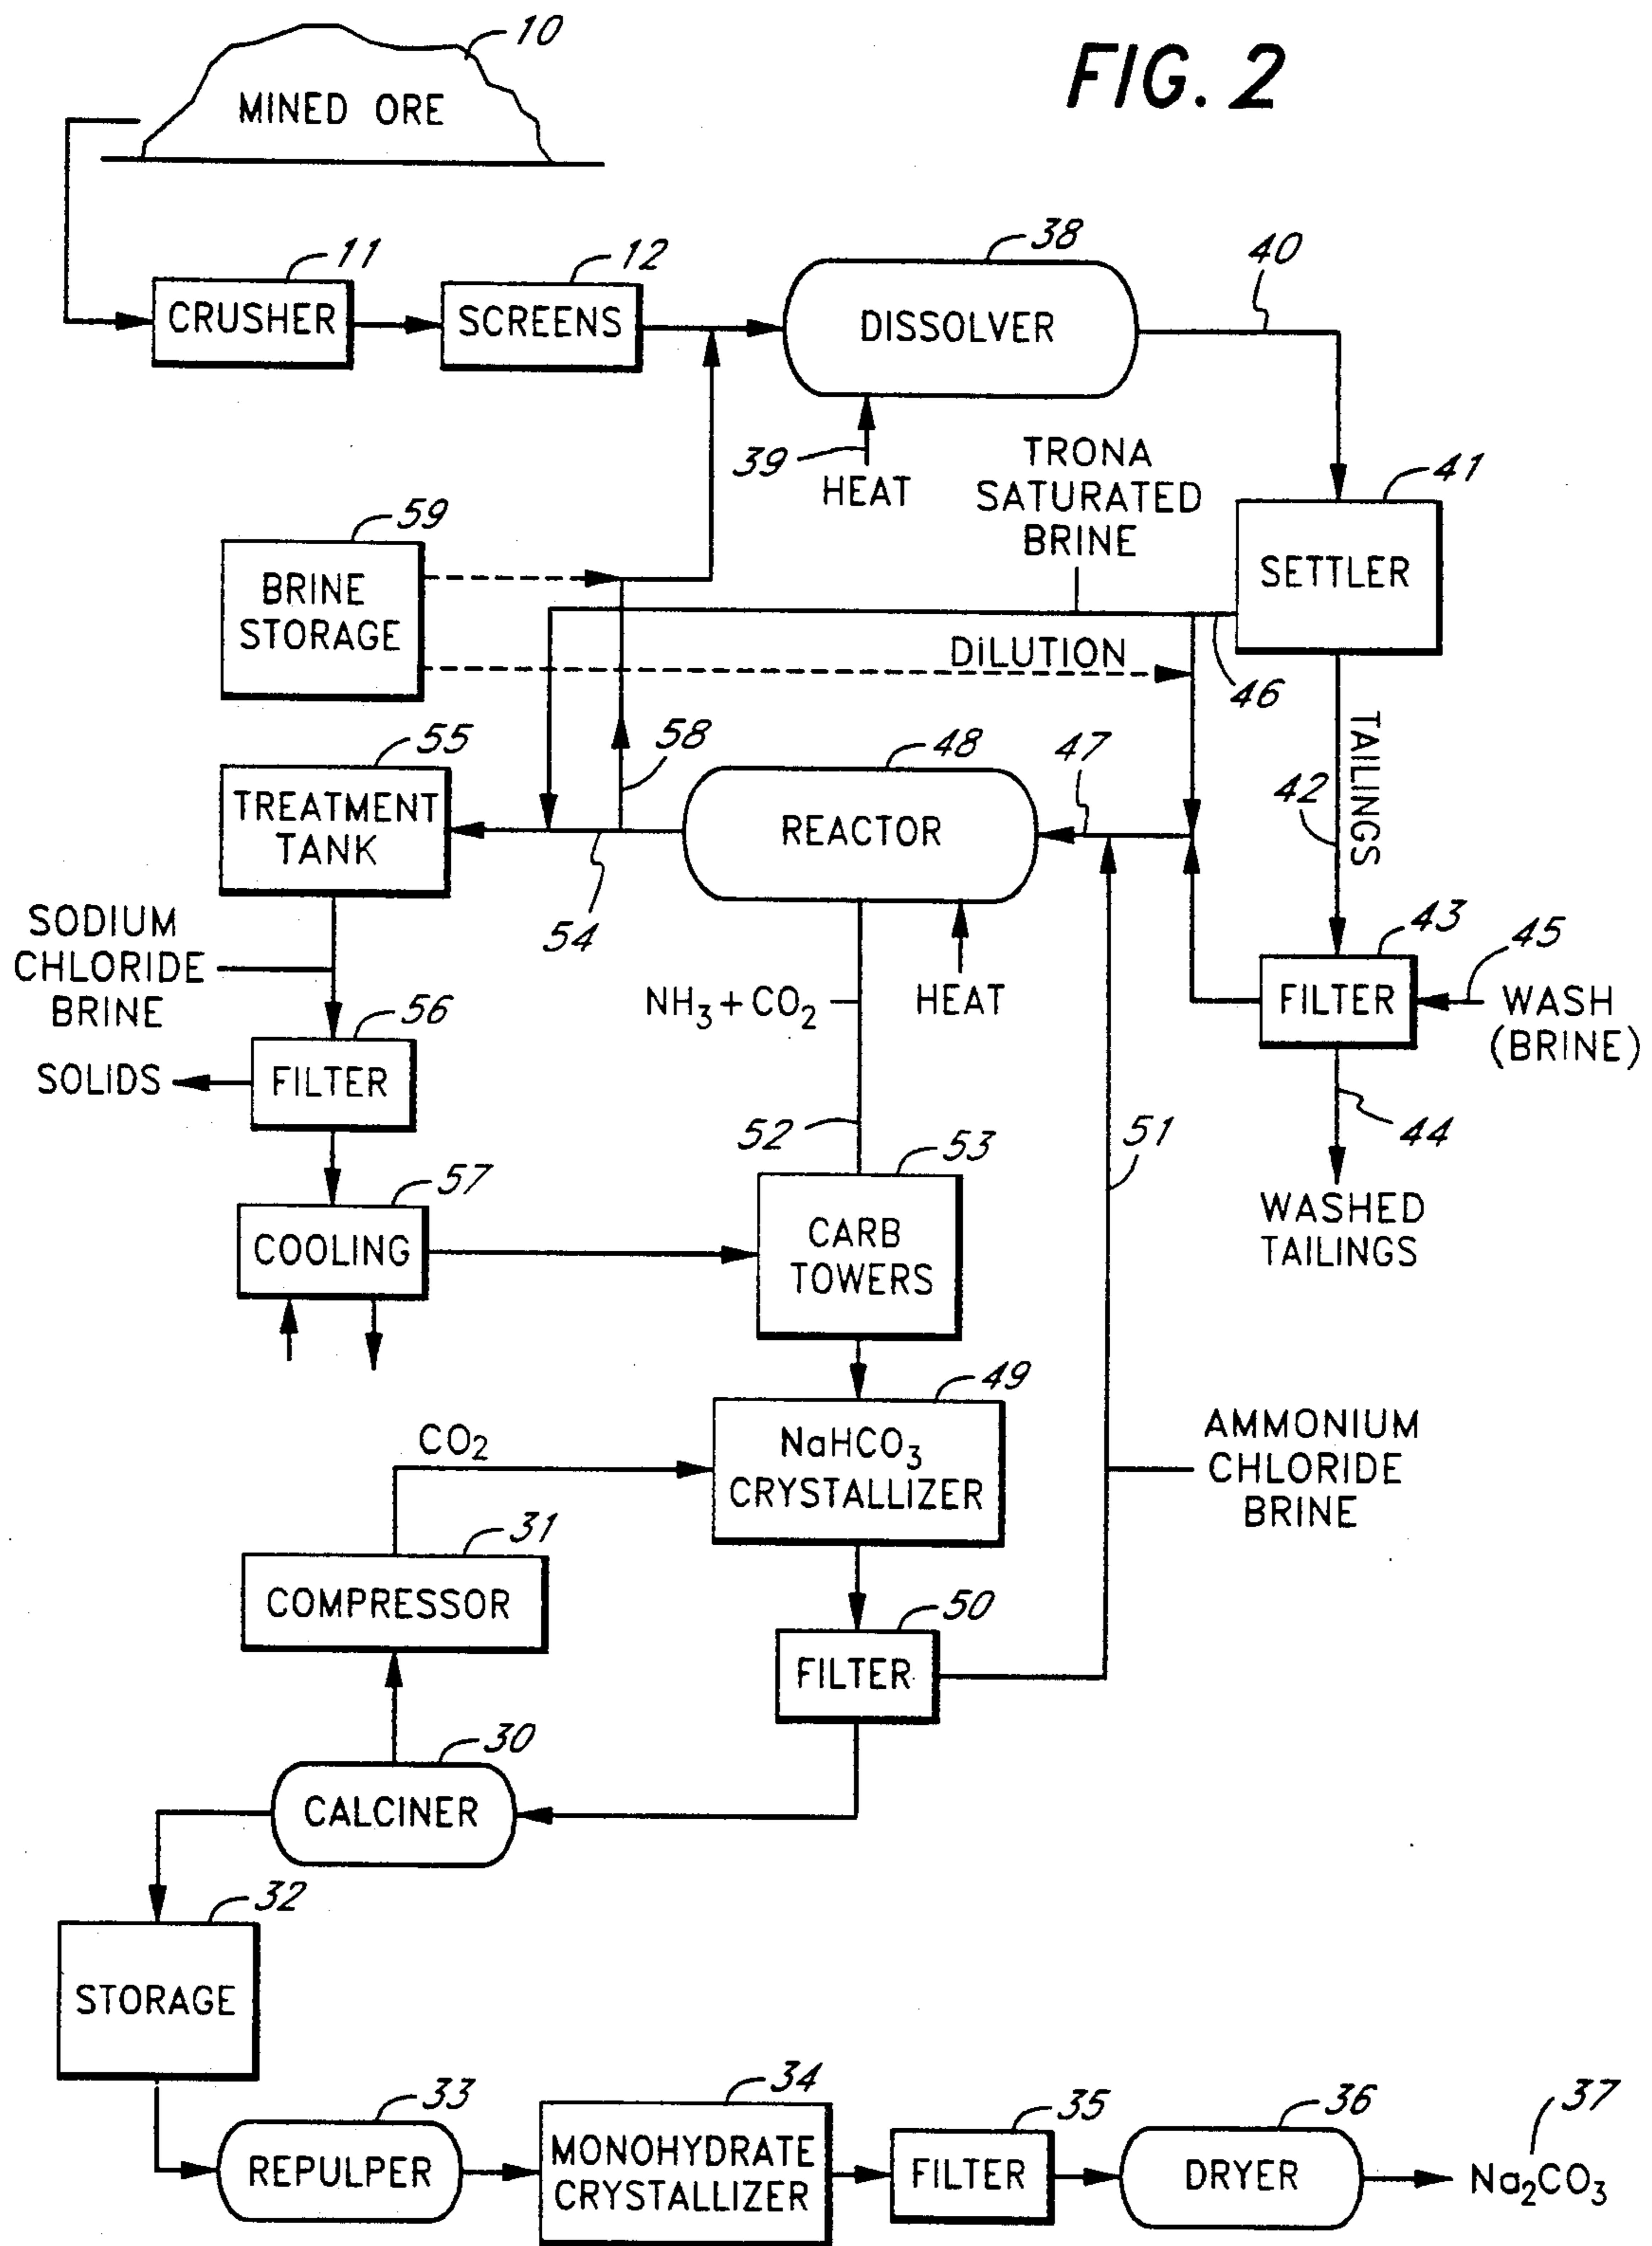 FIG. 2
10
MINED ORE
11
CRUSHER
12
SCREENS
38
DISSOLVER
40
39
HEAT
TRONA
SATURATED
BRINE
41
SETTLER
59
BRINE
STORAGE
DILUTION
46
58
TAILINGS
42
55
TREATMENT
TANK
48
REACTOR
47
54
SODIUM
CHLORIDE
BRINE
NH3+CO2
HEAT
43
FILTER
45
WASH
(BRINE)
56
FILTER
SOLIDS
44
WASHED
TAILINGS
52
51
57
COOLING
53
CARB
TOWERS
49
NaHCO3
CRYSTALLIZER
CO2
AMMONIUM
CHLORIDE
BRINE
31
COMPRESSOR
50
FILTER
30
CALCINER
32
STORAGE
33
REPULPER
34
MONOHYDRATE
CRYSTALLIZER
35
FILTER
36
DRYER
37
Na2CO3